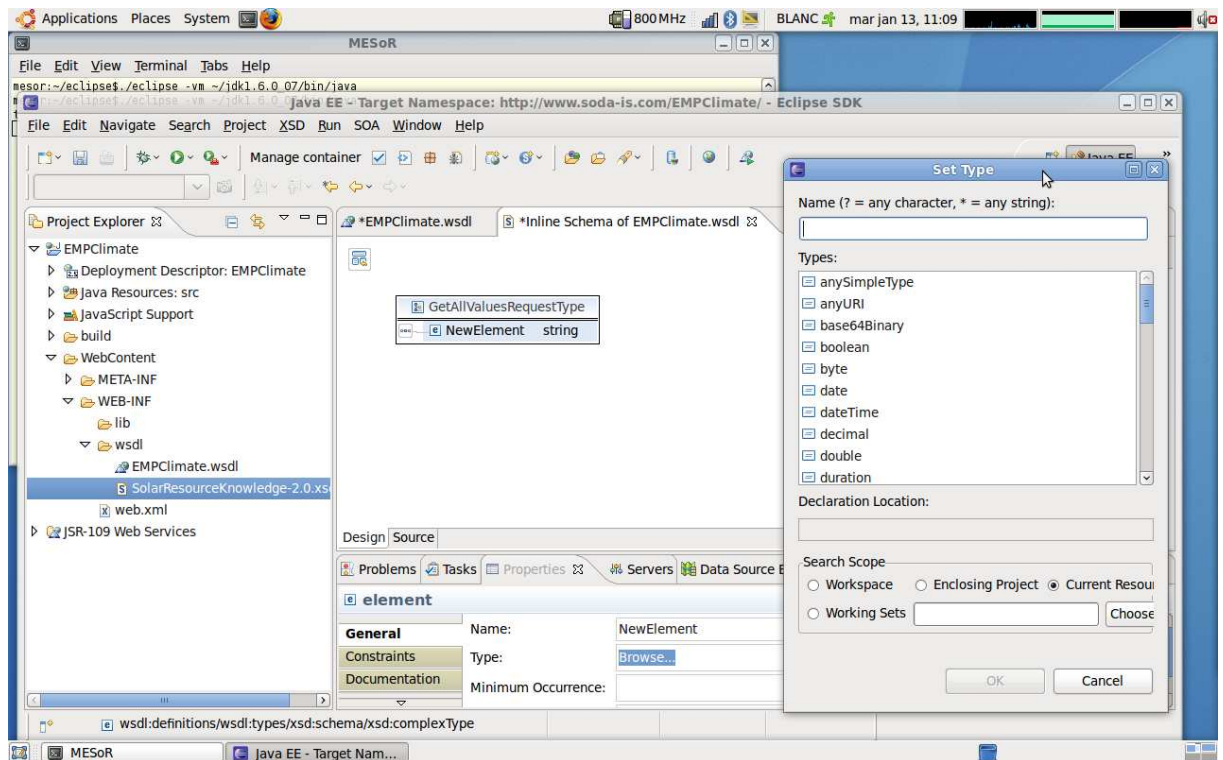 Applications Places System 800 MHz BLANC mar jan 13, 11:09
MESoR
File Edit View Terminal Tabs Help
mesor:~/eclipse$./eclipse -vm ~/jdk1.6.0_07/bin/java
Java EE - Target Namespace: http://www.soda-is.com/EMPClimate/ - Eclipse SDK
File Edit Navigate Search Project XSD Run SOA Window Help
Manage container
Java EE
Project Explorer
EMPClimate
Deployment Descriptor: EMPClimate
Java Resources: src
JavaScript Support
build
WebContent
META-INF
WEB-INF
lib
wsdl
EMPClimate.wsdl
SolarResourceKnowledge-2.0.xs
web.xml
JSR-109 Web Services
*EMPClimate.wsdl *Inline Schema of EMPClimate.wsdl
GetAllValuesRequestType
NewElement string
Design Source
Problems Tasks Properties Servers Data Source E
element
General
Constraints
Documentation
Name: NewElement
Type: Browse...
Minimum Occurrence:
Set Type
Name (? = any character, * = any string):
Types:
anySimpleType
anyURI
base64Binary
boolean
byte
date
dateTime
decimal
double
duration
Declaration Location:
Search Scope
Workspace Enclosing Project Current Resou
Working Sets Choose
OK Cancel
wsdl:definitions/wsdl:types/xsd:schema/xsd:complexType
MESoR Java EE - Target Nam...